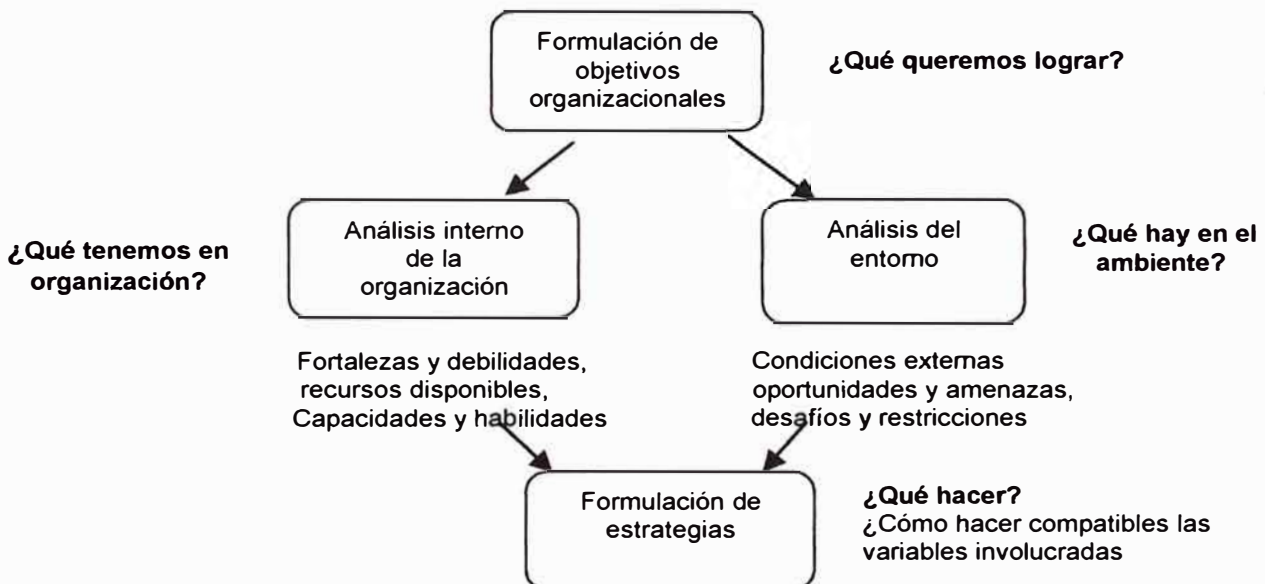 Formulación de
objetivos
organizacionales
¿Qué queremos lograr?
¿Qué tenemos en
organización?
Análisis interno
de la
organización
Análisis del
entorno
¿Qué hay en el
ambiente?
Fortalezas y debilidades,
recursos disponibles,
Capacidades y habilidades
Condiciones externas
oportunidades y amenazas,
desafíos y restricciones
Formulación de
estrategias
¿Qué hacer?
¿Cómo hacer compatibles las
variables involucradas